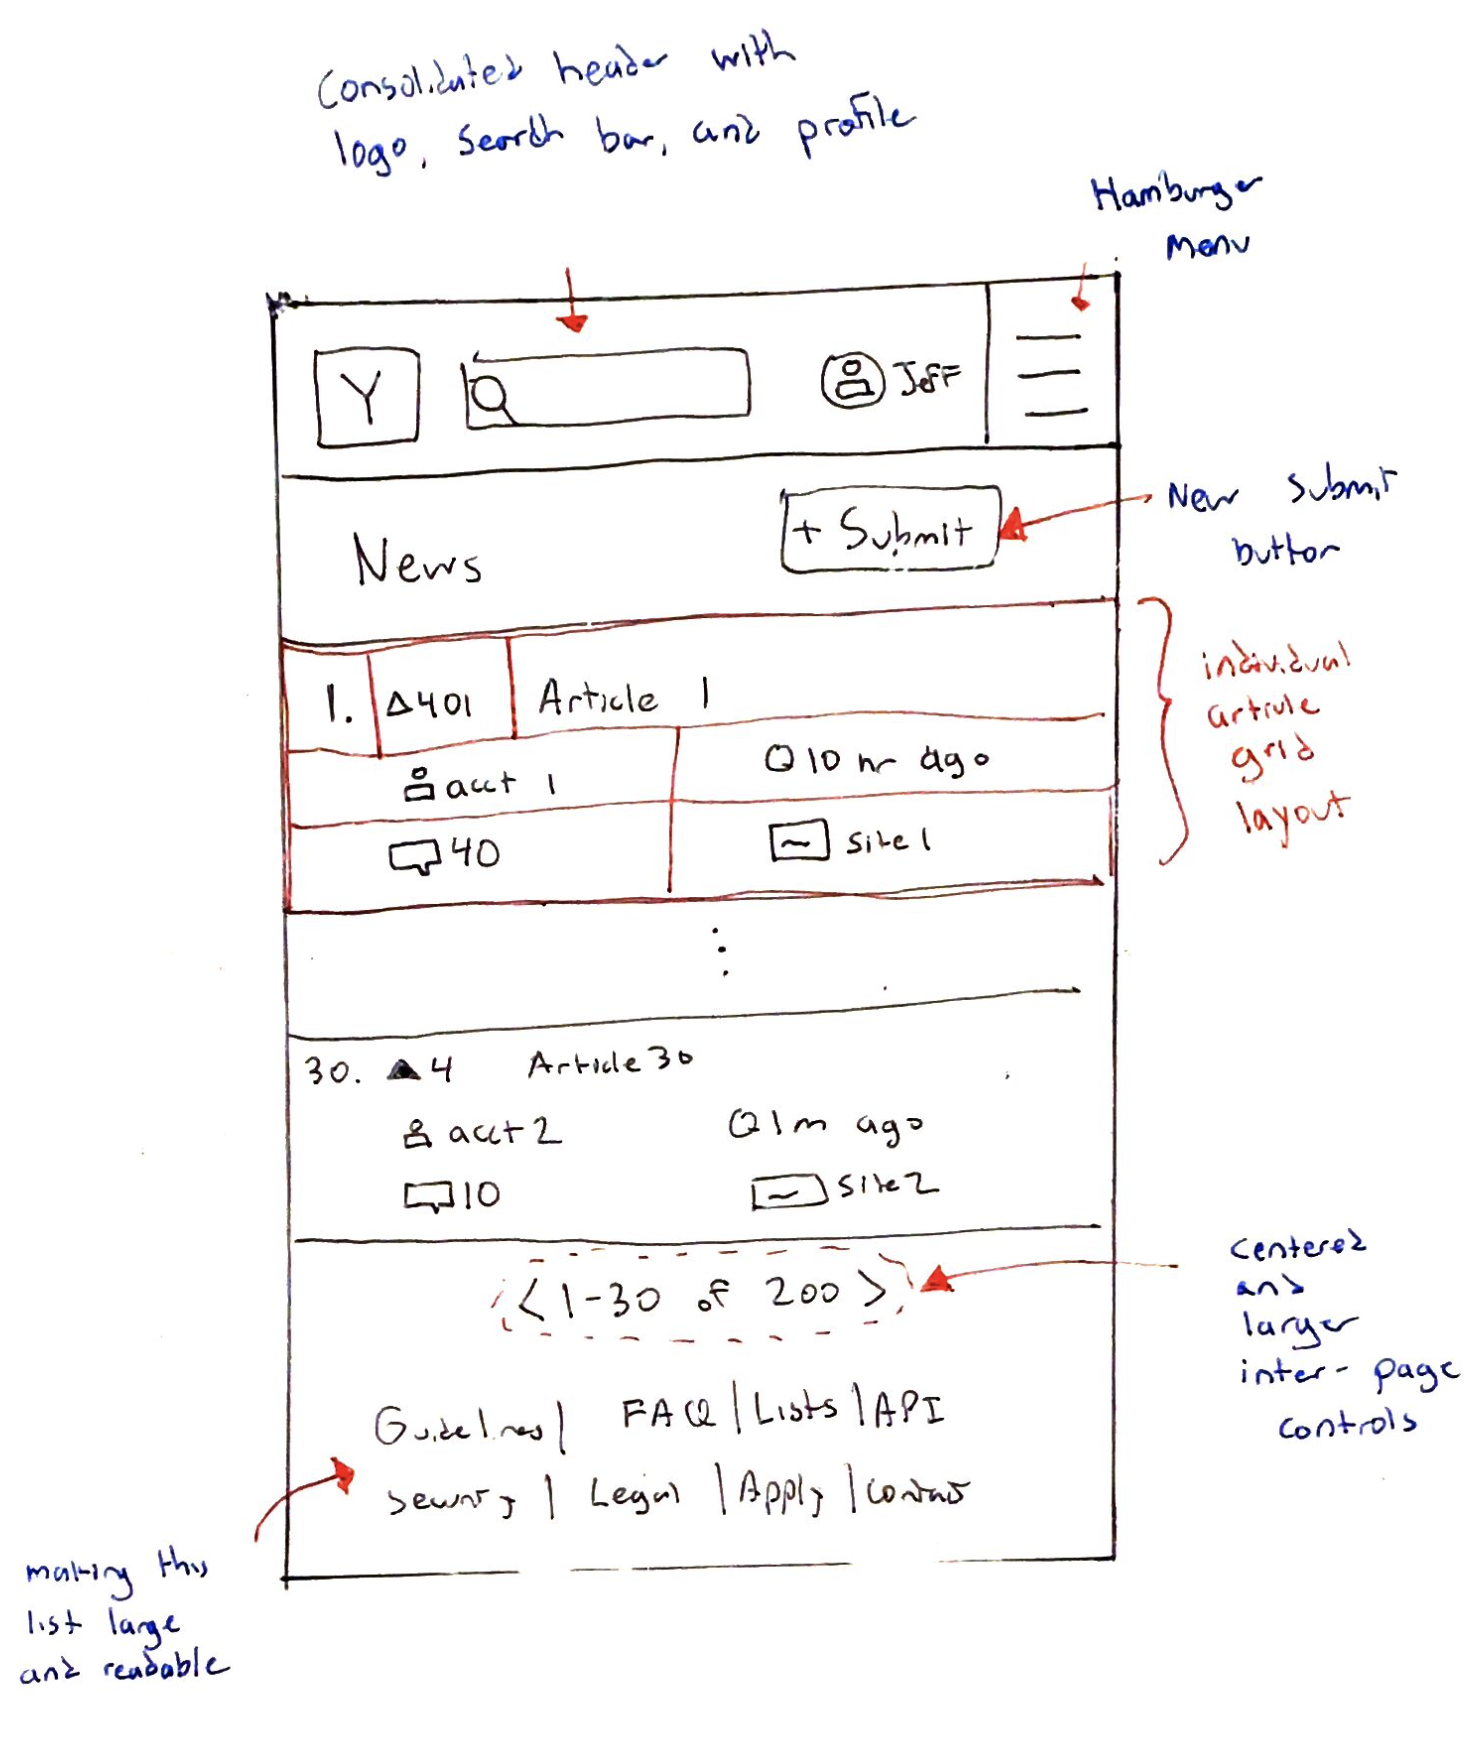 Consolidated header with
logo, search bar, and profile
Hamburger
menu
Y
Jeff
News
+ Submit
New submit
button
1.
401
Article 1
acct 1
10 hr ago
40
site 1
individual
article
grid
layout
30.
4
Article 30
acct 2
1m ago
10
site 2
< 1-30 of 200 >
Centered
and
larger
inter-page
controls
Guidelines | FAQ | Lists | API
Security | Legal | Apply | Contact
making this
list large
and readable